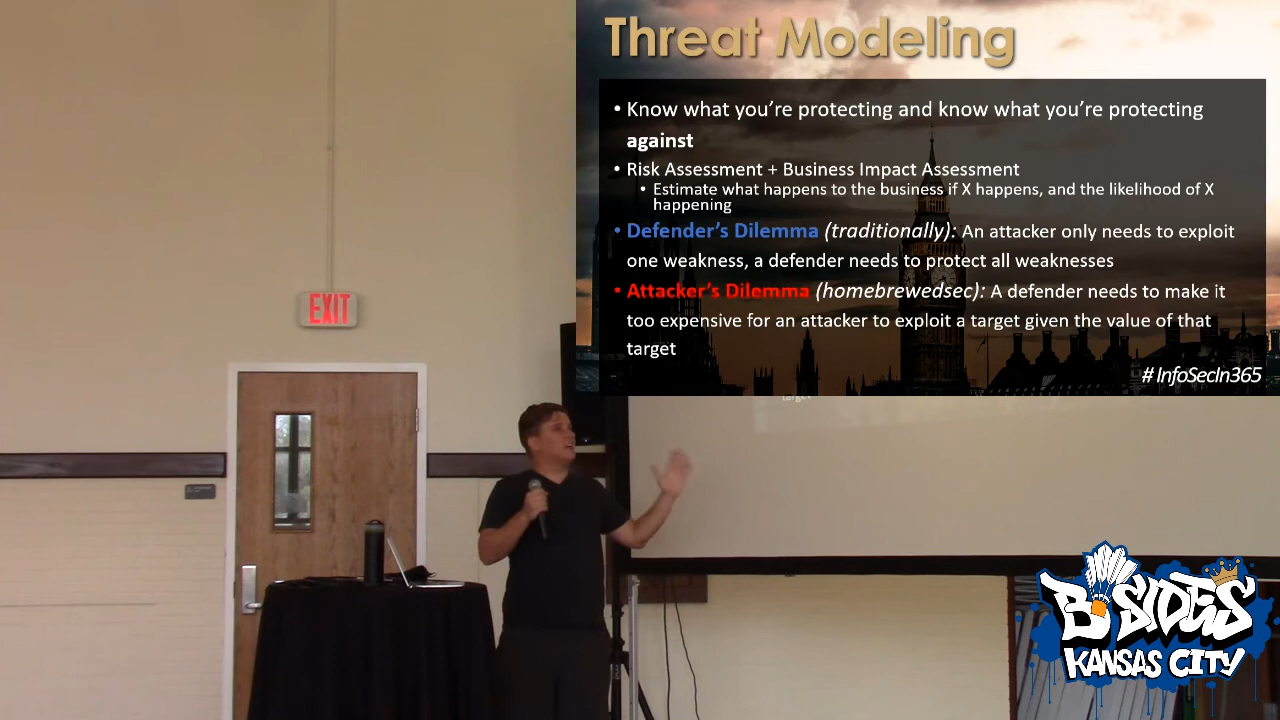 Threat Modeling
• Know what you're protecting and know what you're protecting
against
• Risk Assessment + Business Impact Assessment
• Estimate what happens to the business if X happens, and the likelihood of X
happening
• Defender's Dilemma (traditionally): An attacker only needs to exploit
one weakness, a defender needs to protect all weaknesses
• Attacker's Dilemma (homebrewedsec): A defender needs to make it
too expensive for an attacker to exploit a target given the value of that
target
# InfoSecIn365
target
EXIT
B SIDES
KANSAS CITY